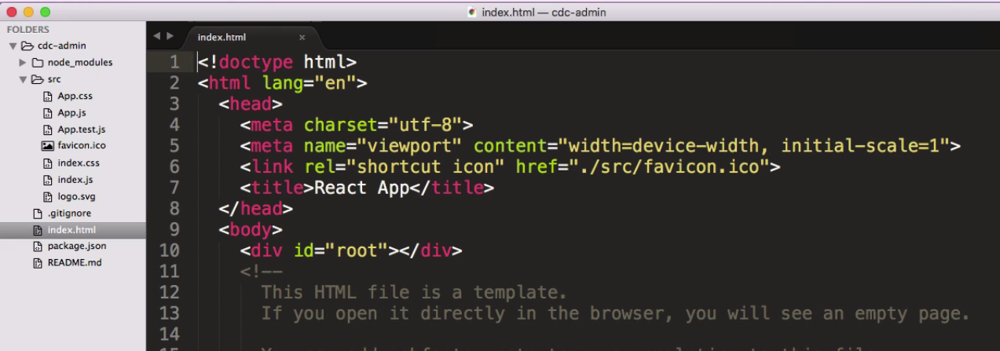 index.html — cdc-admin
FOLDERS
cdc-admin
node_modules
src
App.css
App.js
App.test.js
favicon.ico
index.css
index.js
logo.svg
.gitignore
index.html
package.json
README.md
index.html ×
1 <!doctype html>
2 <html lang="en">
3 <head>
4 <meta charset="utf-8">
5 <meta name="viewport" content="width=device-width, initial-scale=1">
6 <link rel="shortcut icon" href="./src/favicon.ico">
7 <title>React App</title>
8 </head>
9 <body>
10 <div id="root"></div>
11 <!--
12 This HTML file is a template.
13 If you open it directly in the browser, you will see an empty page.
14